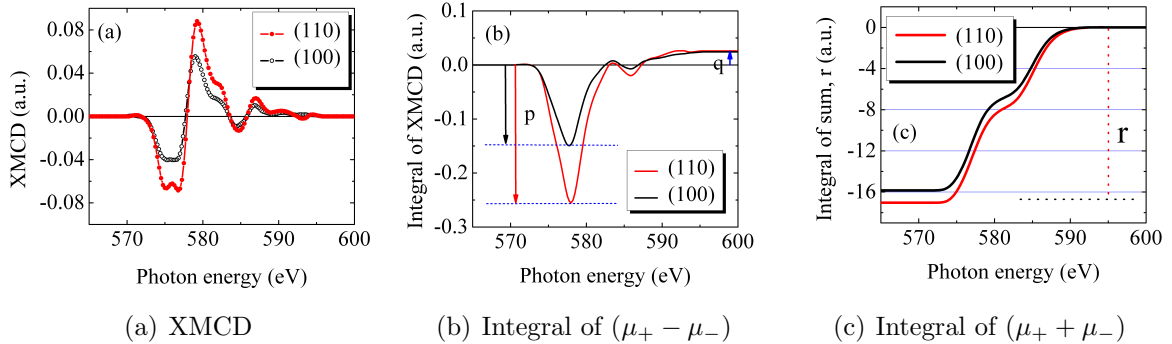 (a)
(110)
(100)
0.08
0.04
0.00
-0.04
-0.08
XMCD (a.u.)
570 580 590 600
Photon energy (eV)
(b)
0.1
0.0
-0.1
-0.2
-0.3
Integral of XMCD (a.u.)
p
q
(110)
(100)
570 580 590 600
Photon energy (eV)
(110)
(100)
(c)
0
-4
-8
-12
-16
Integral of sum, r (a.u.)
r
570 580 590 600
Photon energy (eV)
(a) XMCD
(b) Integral of (μ₊ − μ₋)
(c) Integral of (μ₊ + μ₋)